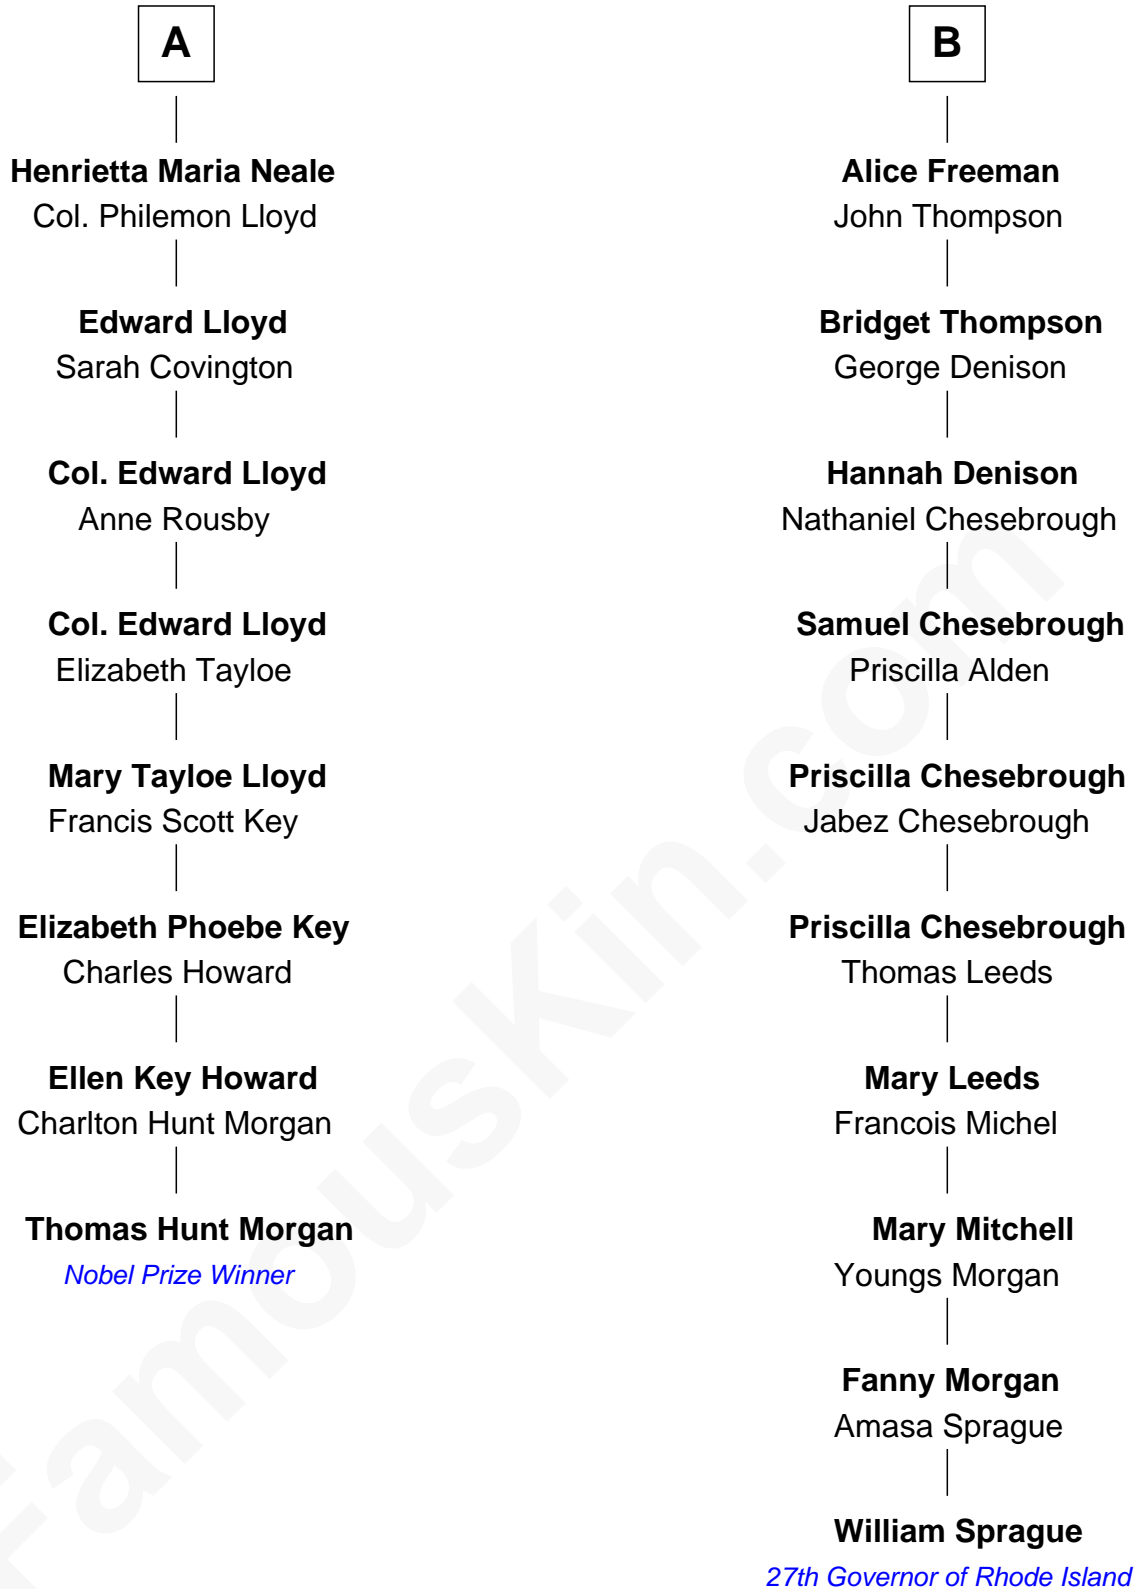 A
Henrietta Maria Neale
Col. Philemon Lloyd
Edward Lloyd
Sarah Covington
Col. Edward Lloyd
Anne Rousby
Col. Edward Lloyd
Elizabeth Tayloe
Mary Tayloe Lloyd
Francis Scott Key
Elizabeth Phoebe Key
Charles Howard
Ellen Key Howard
Charlton Hunt Morgan
Thomas Hunt Morgan
Nobel Prize Winner
B
Alice Freeman
John Thompson
Bridget Thompson
George Denison
Hannah Denison
Nathaniel Chesebrough
Samuel Chesebrough
Priscilla Alden
Priscilla Chesebrough
Jabez Chesebrough
Priscilla Chesebrough
Thomas Leeds
Mary Leeds
Francois Michel
Mary Mitchell
Youngs Morgan
Fanny Morgan
Amasa Sprague
William Sprague
27th Governor of Rhode Island
FamousKin.com